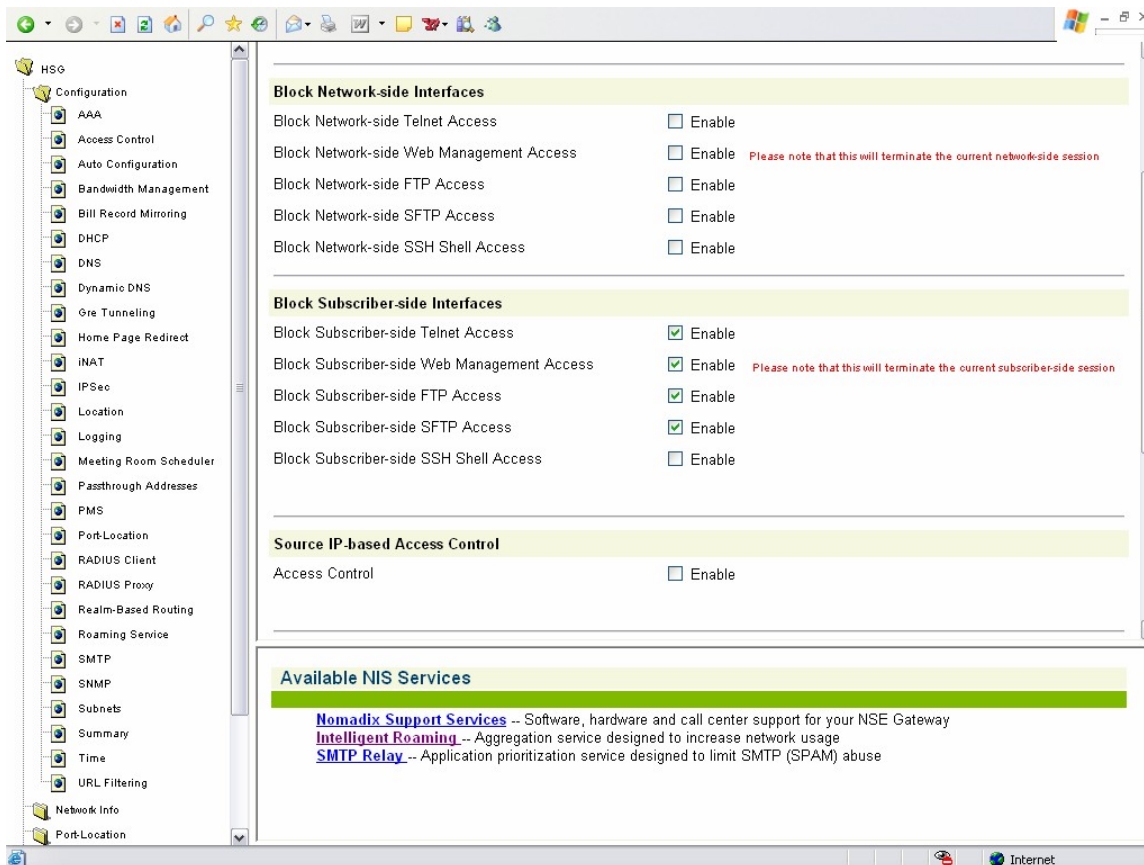 HSG
Configuration
AAA
Access Control
Auto Configuration
Bandwidth Management
Bill Record Mirroring
DHCP
DNS
Dynamic DNS
Gre Tunneling
Home Page Redirect
iNAT
IPSec
Location
Logging
Meeting Room Scheduler
Passthrough Addresses
PMS
Port-Location
RADIUS Client
RADIUS Proxy
Realm-Based Routing
Roaming Service
SMTP
SNMP
Subnets
Summary
Time
URL Filtering
Network Info
Port-Location
Block Network-side Interfaces
Block Network-side Telnet Access Enable
Block Network-side Web Management Access Enable Please note that this will terminate the current network-side session
Block Network-side FTP Access Enable
Block Network-side SFTP Access Enable
Block Network-side SSH Shell Access Enable
Block Subscriber-side Interfaces
Block Subscriber-side Telnet Access Enable
Block Subscriber-side Web Management Access Enable Please note that this will terminate the current subscriber-side session
Block Subscriber-side FTP Access Enable
Block Subscriber-side SFTP Access Enable
Block Subscriber-side SSH Shell Access Enable
Source IP-based Access Control
Access Control Enable
Available NIS Services
Nomadix Support Services -- Software, hardware and call center support for your NSE Gateway
Intelligent Roaming -- Aggregation service designed to increase network usage
SMTP Relay -- Application prioritization service designed to limit SMTP (SPAM) abuse
Internet